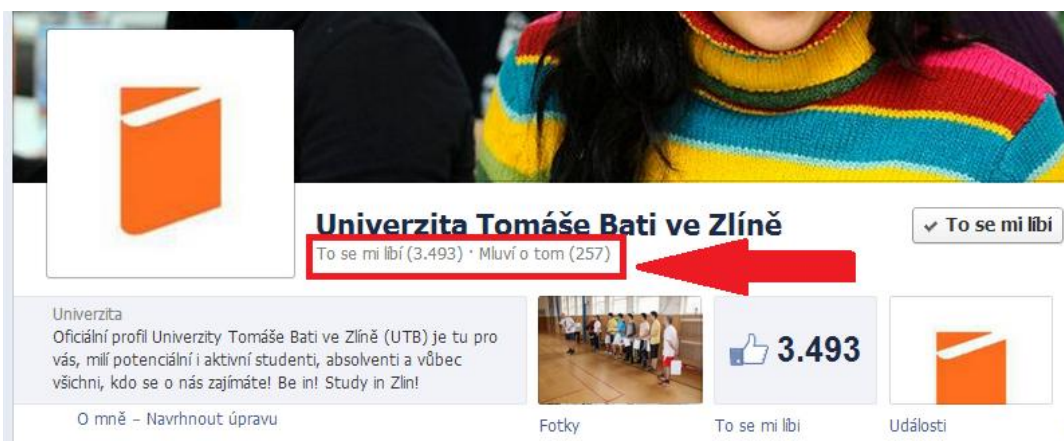 Univerzita Tomáše Bati ve Zlíně
✓ To se mi líbí
To se mi líbí (3.493) · Mluví o tom (257)
Univerzita
Oficiální profil Univerzity Tomáše Bati ve Zlíně (UTB) je tu pro
vás, milí potenciální i aktivní studenti, absolventi a vůbec
všichni, kdo se o nás zajímáte! Be in! Study in Zlin!
O mně – Navrhnout úpravu
Fotky
3.493
To se mi líbí
Události